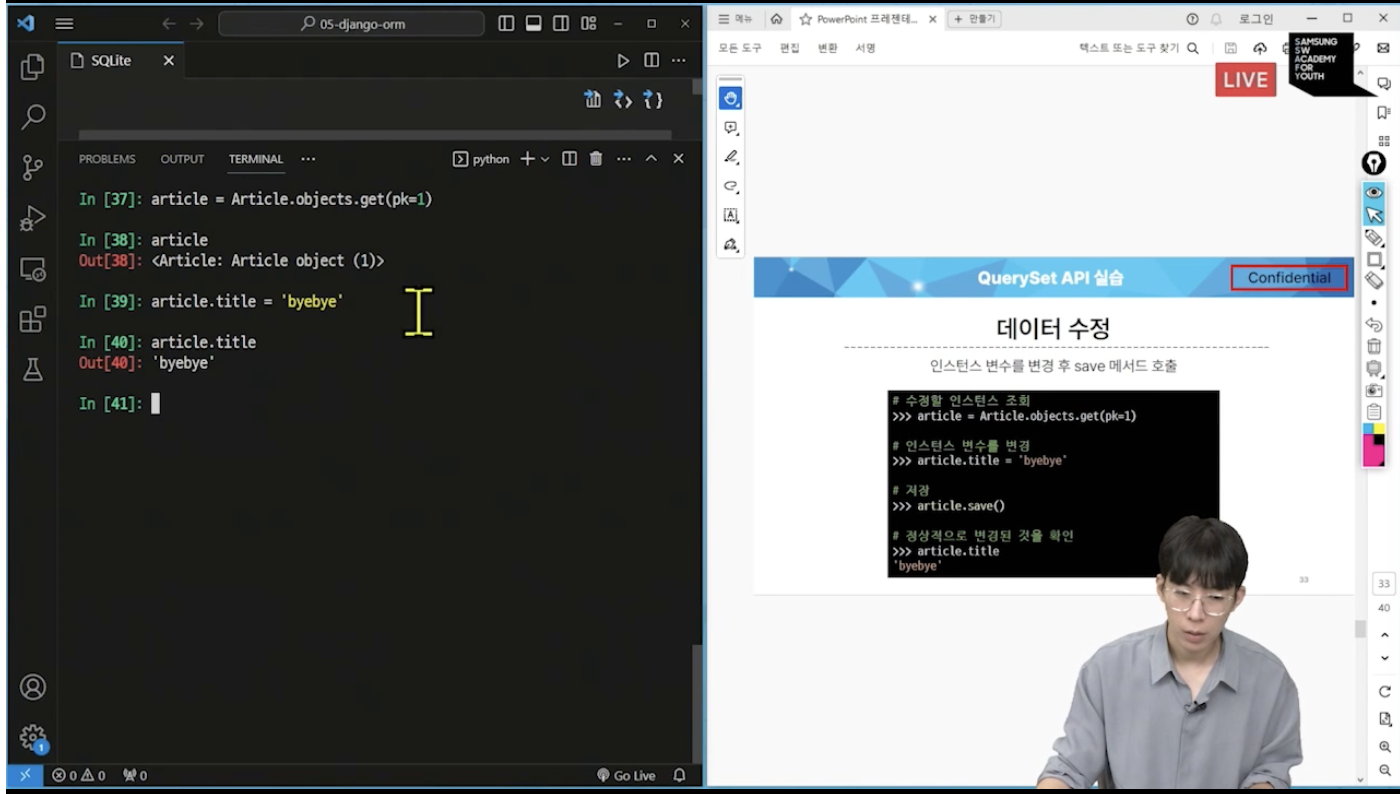 05-django-orm
SQLite
PROBLEMS OUTPUT TERMINAL
python
In [37]: article = Article.objects.get(pk=1)
In [38]: article
Out[38]: <Article: Article object (1)>
In [39]: article.title = 'byebye'
In [40]: article.title
Out[40]: 'byebye'
In [41]:
1
0 0 0
Go Live
메뉴
PowerPoint 프레젠테...
만들기
로그인
모든 도구 편집 변환 서명
텍스트 또는 도구 찾기
LIVE
SAMSUNG
SW
ACADEMY
FOR
YOUTH
QuerySet API 실습
Confidential
데이터 수정
인스턴스 변수를 변경 후 save 메서드 호출
# 수정할 인스턴스 조회
>>> article = Article.objects.get(pk=1)
# 인스턴스 변수를 변경
>>> article.title = 'byebye'
# 저장
>>> article.save()
# 정상적으로 변경된 것을 확인
>>> article.title
'byebye'
33
33
40